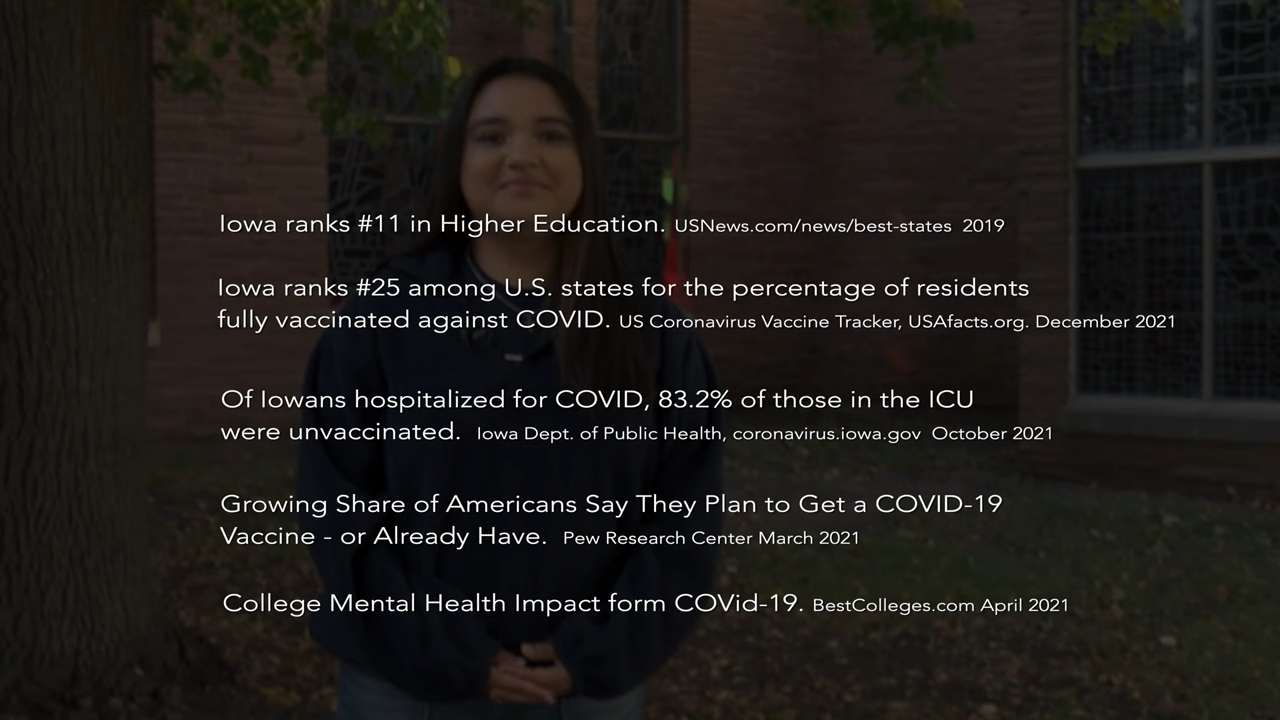 Iowa ranks #11 in Higher Education. USNews.com/news/best-states 2019
Iowa ranks #25 among U.S. states for the percentage of residents
fully vaccinated against COVID. US Coronavirus Vaccine Tracker, USAfacts.org. December 2021
Of Iowans hospitalized for COVID, 83.2% of those in the ICU
were unvaccinated. Iowa Dept. of Public Health, coronavirus.iowa.gov October 2021
Growing Share of Americans Say They Plan to Get a COVID-19
Vaccine - or Already Have. Pew Research Center March 2021
College Mental Health Impact form COVid-19. BestColleges.com April 2021